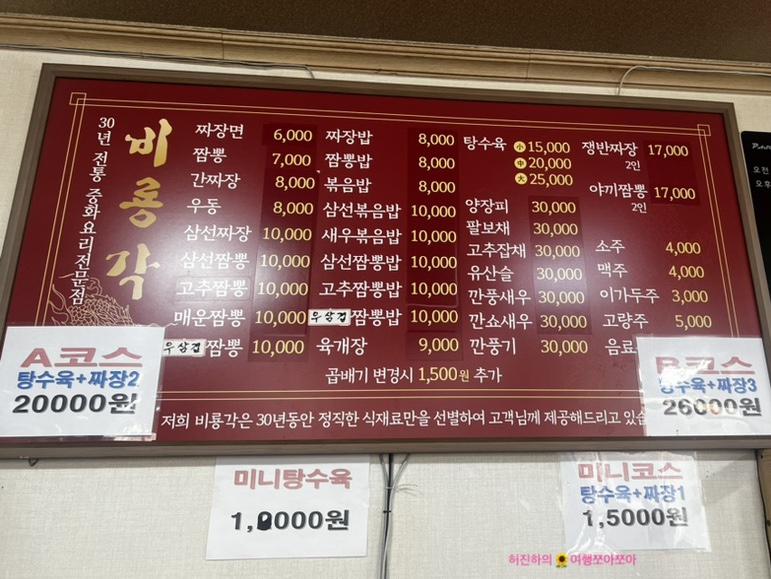 비룡각
30년 전통 중화요리전문점
짜장면 6,000
짬뽕 7,000
간짜장 8,000
우동 8,000
삼선짜장 10,000
삼선짬뽕 10,000
고추짬뽕 10,000
매운짬뽕 10,000
우삼겹짬뽕 10,000
짜장밥 8,000
짬뽕밥 8,000
볶음밥 8,000
삼선볶음밥 10,000
새우볶음밥 10,000
삼선짬뽕밥 10,000
고추짬뽕밥 10,000
우삼겹짬뽕밥 10,000
육개장 9,000
탕수육 小 15,000
中 20,000
大 25,000
양장피 30,000
팔보채 30,000
고추잡채 30,000
유산슬 30,000
깐풍새우 30,000
깐쇼새우 30,000
깐풍기 30,000
쟁반짜장 17,000
2인
야끼짬뽕 17,000
2인
소주 4,000
맥주 4,000
이가두주 3,000
고량주 5,000
음료
곱배기 변경시 1,500원 추가
저희 비룡각은 30년동안 정직한 식재료만을 선별하여 고객님께 제공해드리고 있습
A코스
탕수육+짜장2
20000원
B코스
탕수육+짜장3
26000원
미니탕수육
1,0000원
미니코스
탕수육+짜장1
1,5000원
오전
오후
허진하의 🌻 여행쪼아쪼아